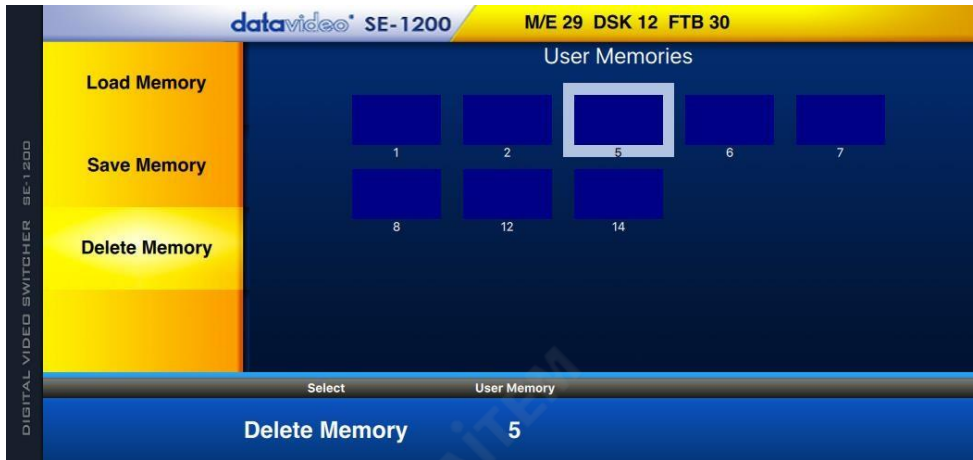 datavideo SE-1200
M/E 29 DSK 12 FTB 30
DIGITAL VIDEO SWITCHER SE-1200
Load Memory
Save Memory
Delete Memory
User Memories
1 2 5 6 7
8 12 14
Select User Memory
Delete Memory 5